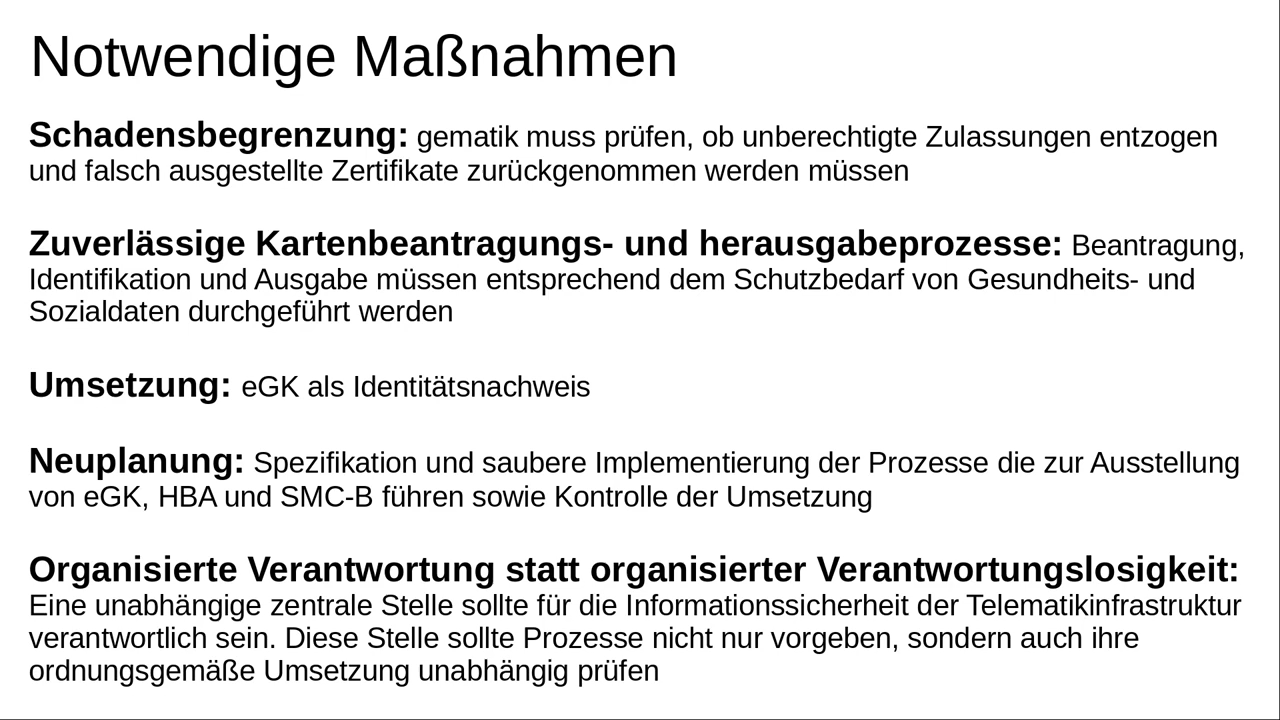 Notwendige Maßnahmen
Schadensbegrenzung: gematik muss prüfen, ob unberechtigte Zulassungen entzogen
und falsch ausgestellte Zertifikate zurückgenommen werden müssen
Zuverlässige Kartenbeantragungs- und herausgabeprozesse: Beantragung,
Identifikation und Ausgabe müssen entsprechend dem Schutzbedarf von Gesundheits- und
Sozialdaten durchgeführt werden
Umsetzung: eGK als Identitätsnachweis
Neuplanung: Spezifikation und saubere Implementierung der Prozesse die zur Ausstellung
von eGK, HBA und SMC-B führen sowie Kontrolle der Umsetzung
Organisierte Verantwortung statt organisierter Verantwortungslosigkeit:
Eine unabhängige zentrale Stelle sollte für die Informationssicherheit der Telematikinfrastruktur
verantwortlich sein. Diese Stelle sollte Prozesse nicht nur vorgeben, sondern auch ihre
ordnungsgemäße Umsetzung unabhängig prüfen